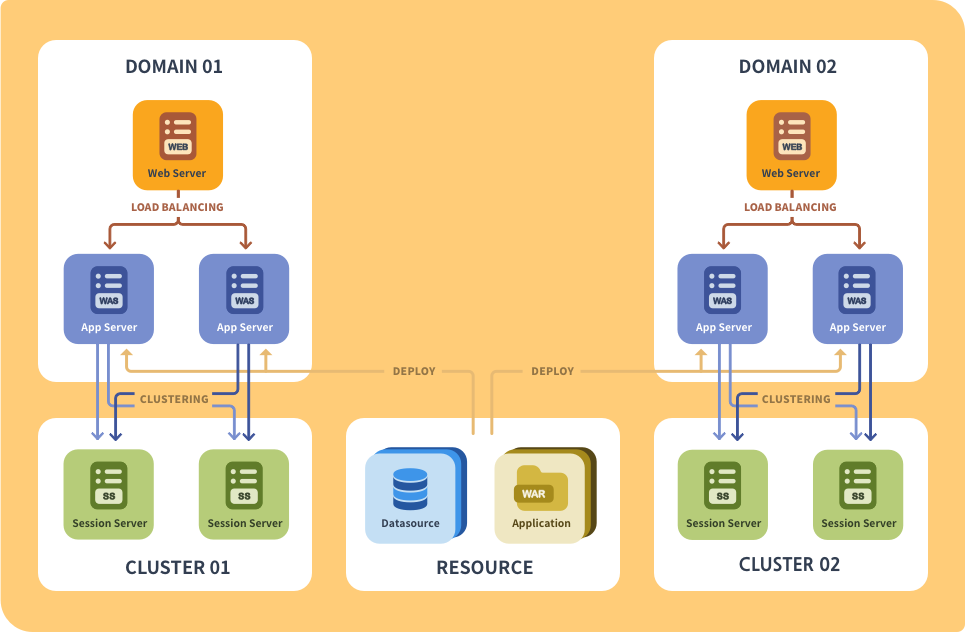 DOMAIN 01
DOMAIN 02
WEB
Web Server
WEB
Web Server
LOAD BALANCING
LOAD BALANCING
WAS
App Server
WAS
App Server
WAS
App Server
WAS
App Server
DEPLOY
DEPLOY
CLUSTERING
CLUSTERING
SS
Session Server
SS
Session Server
Datasource
WAR
Application
SS
Session Server
SS
Session Server
CLUSTER 01
RESOURCE
CLUSTER 02